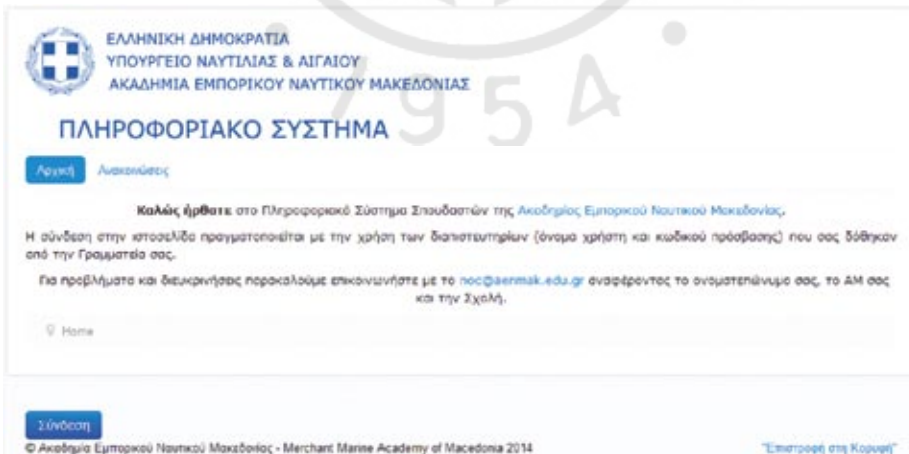 1954
ΕΛΛΗΝΙΚΗ ΔΗΜΟΚΡΑΤΙΑ
ΥΠΟΥΡΓΕΙΟ ΝΑΥΤΙΛΙΑΣ & ΑΙΓΑΙΟΥ
ΑΚΑΔΗΜΙΑ ΕΜΠΟΡΙΚΟΥ ΝΑΥΤΙΚΟΥ ΜΑΚΕΔΟΝΙΑΣ
ΠΛΗΡΟΦΟΡΙΑΚΟ ΣΥΣΤΗΜΑ
Αρχική Ανακοινώσεις
Καλώς ήρθατε στο Πληροφοριακό Σύστημα Σπουδαστών της Ακαδημίας Εμπορικού Ναυτικού Μακεδονίας.
Η σύνδεση στην ιστοσελίδα πραγματοποιείται με την χρήση των διαπιστευτηρίων (όνομα χρήστη και κωδικού πρόσβασης) που σας δόθηκαν
από την Γραμματεία σας.
Για προβλήματα και διευκρινήσεις παρακαλούμε επικοινωνήστε με το noc@aenmak.edu.gr αναφέροντας το ονοματεπώνυμο σας, το ΑΜ σας
και την Σχολή.
Home
Σύνδεση
© Ακαδημία Εμπορικού Ναυτικού Μακεδονίας - Merchant Marine Academy of Macedonia 2014 "Επιστροφή στη Κορυφή"